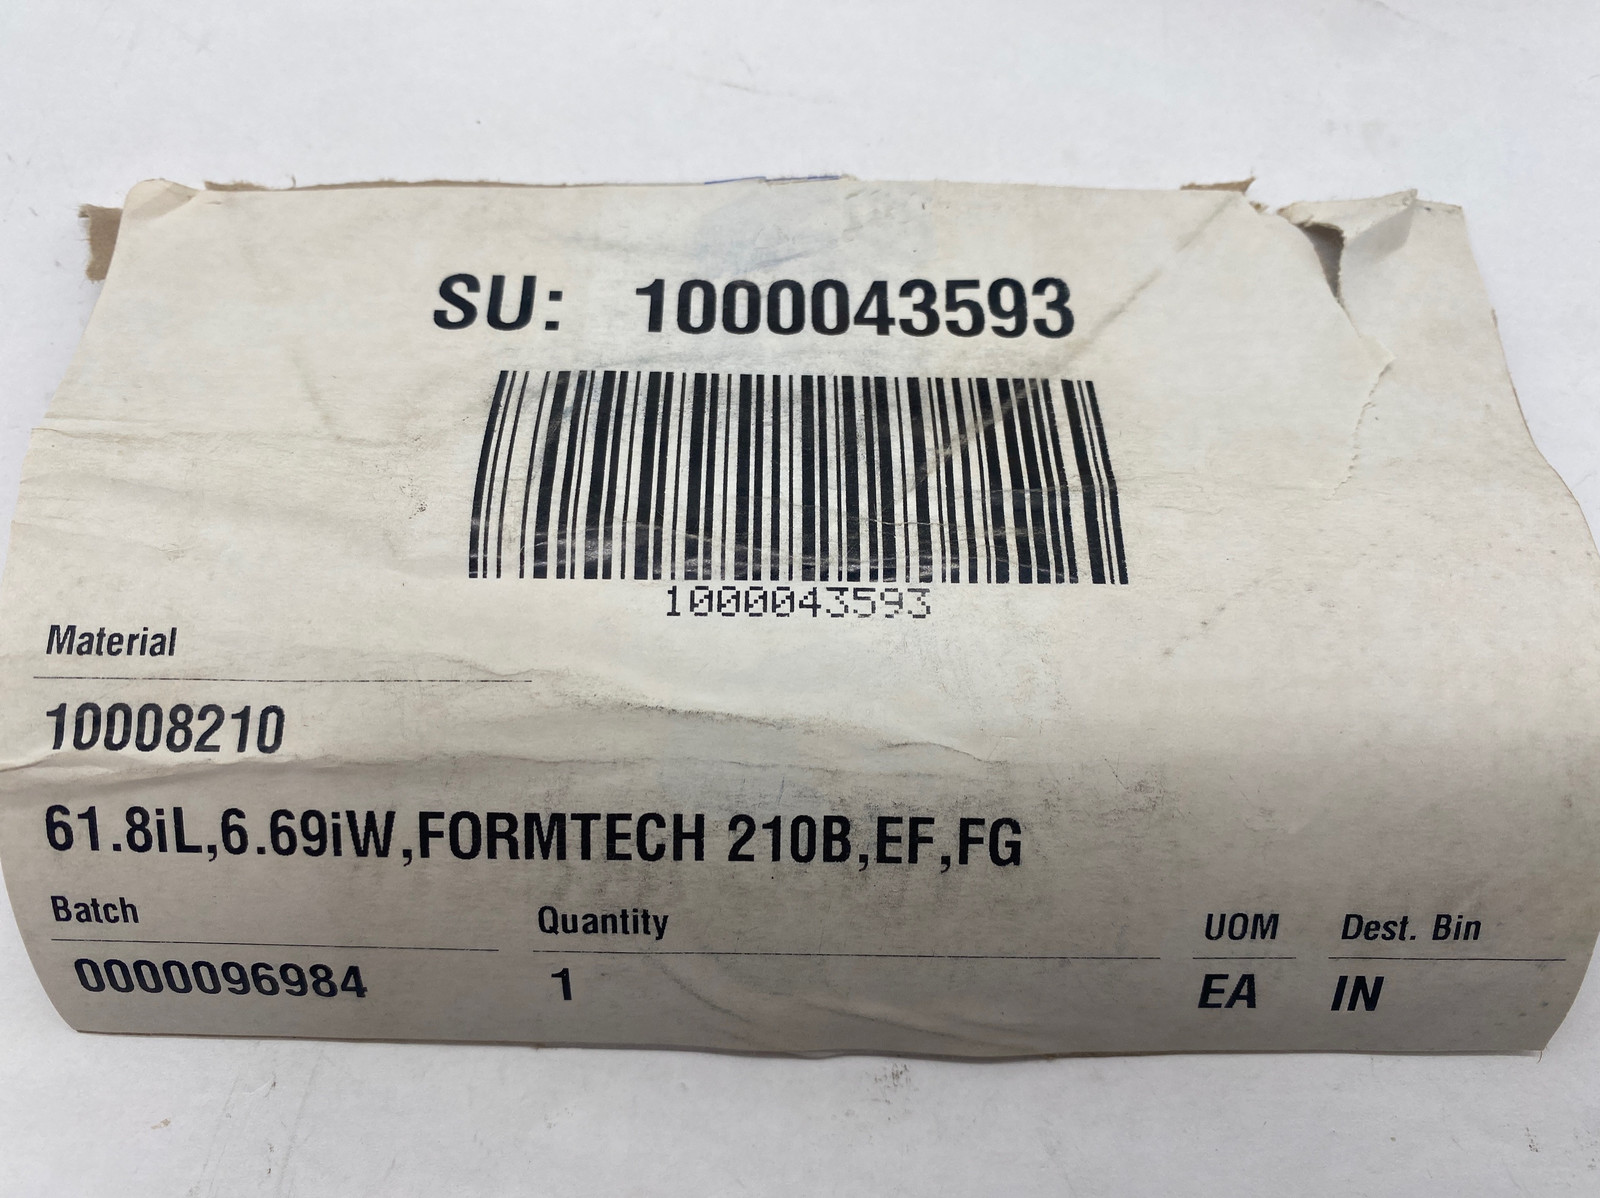 SU: 1000043593
1000043593
Material
10008210
61.8iL,6.69iW,FORMTECH 210B,EF,FG
Batch Quantity UOM Dest. Bin
0000096984 1 EA IN